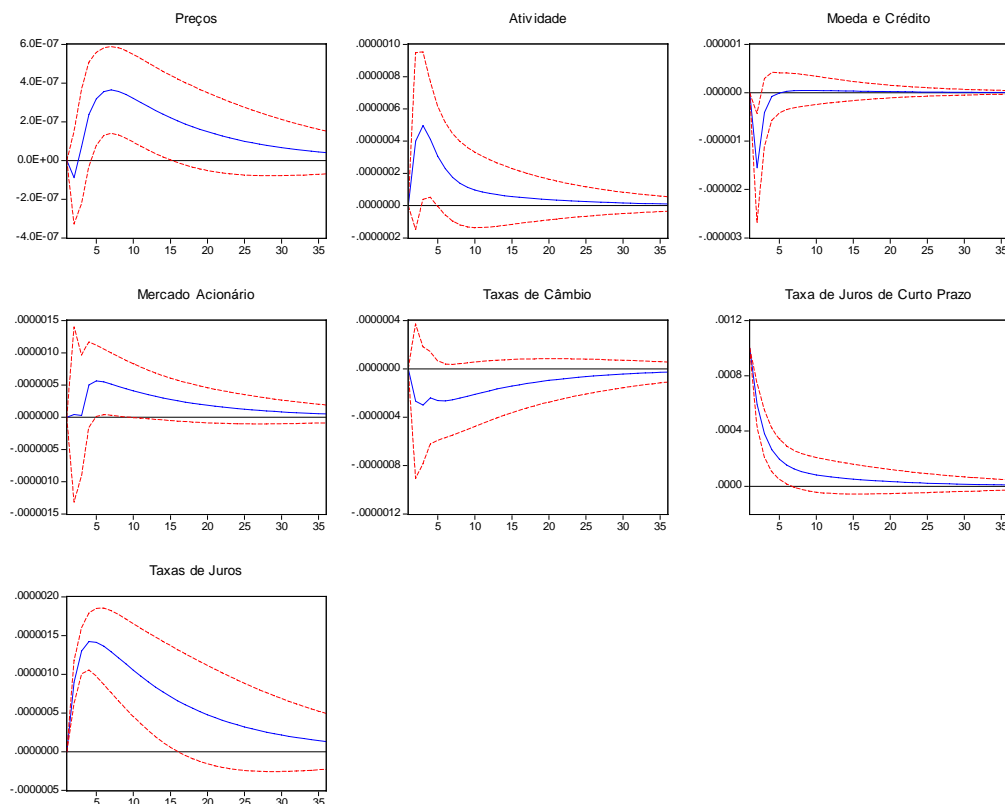 Preços
6.0E-07
4.0E-07
2.0E-07
0.0E+00
-2.0E-07
-4.0E-07
5 10 15 20 25 30 35
Atividade
.0000010
.0000008
.0000006
.0000004
.0000002
.0000000
-.0000002
5 10 15 20 25 30 35
Moeda e Crédito
.000001
.000000
-.000001
-.000002
-.000003
5 10 15 20 25 30 35
Mercado Acionário
.0000015
.0000010
.0000005
.0000000
-.0000005
-.0000010
-.0000015
5 10 15 20 25 30 35
Taxas de Câmbio
.0000004
.0000000
-.0000004
-.0000008
-.0000012
5 10 15 20 25 30 35
Taxa de Juros de Curto Prazo
.0012
.0008
.0004
.0000
5 10 15 20 25 30 35
Taxas de Juros
.0000020
.0000015
.0000010
.0000005
.0000000
-.0000005
5 10 15 20 25 30 35